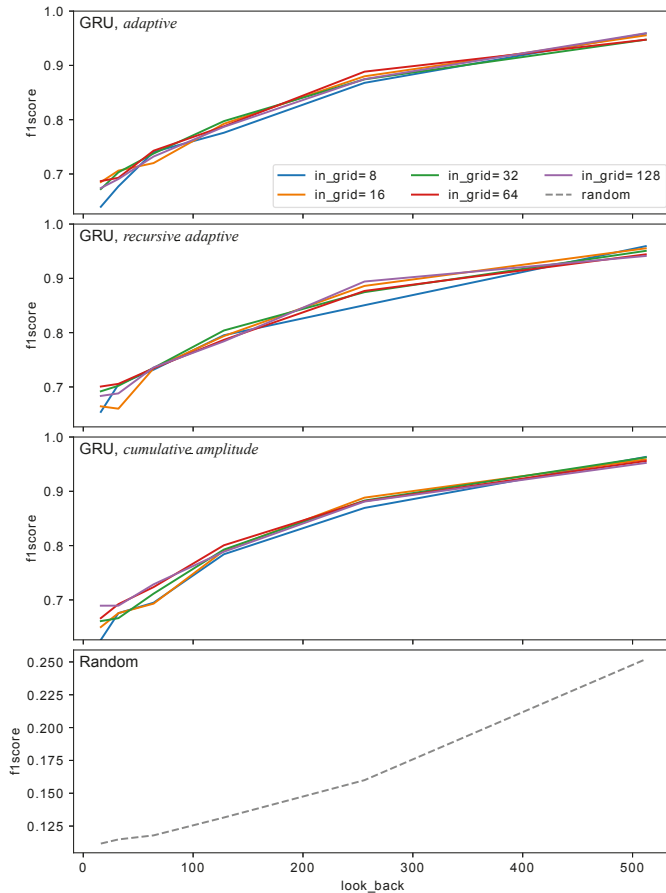 GRU, adaptive
1.0
0.9
0.8
0.7
f1score
in_grid= 8
in_grid= 32
in_grid= 128
in_grid= 16
in_grid= 64
random
GRU, recursive adaptive
1.0
0.9
0.8
0.7
0.6
f1score
GRU, cumulative amplitude
1.0
0.9
0.8
0.7
f1score
Random
0.250
0.225
0.200
0.175
0.150
0.125
f1score
0
100
200
300
400
500
look_back